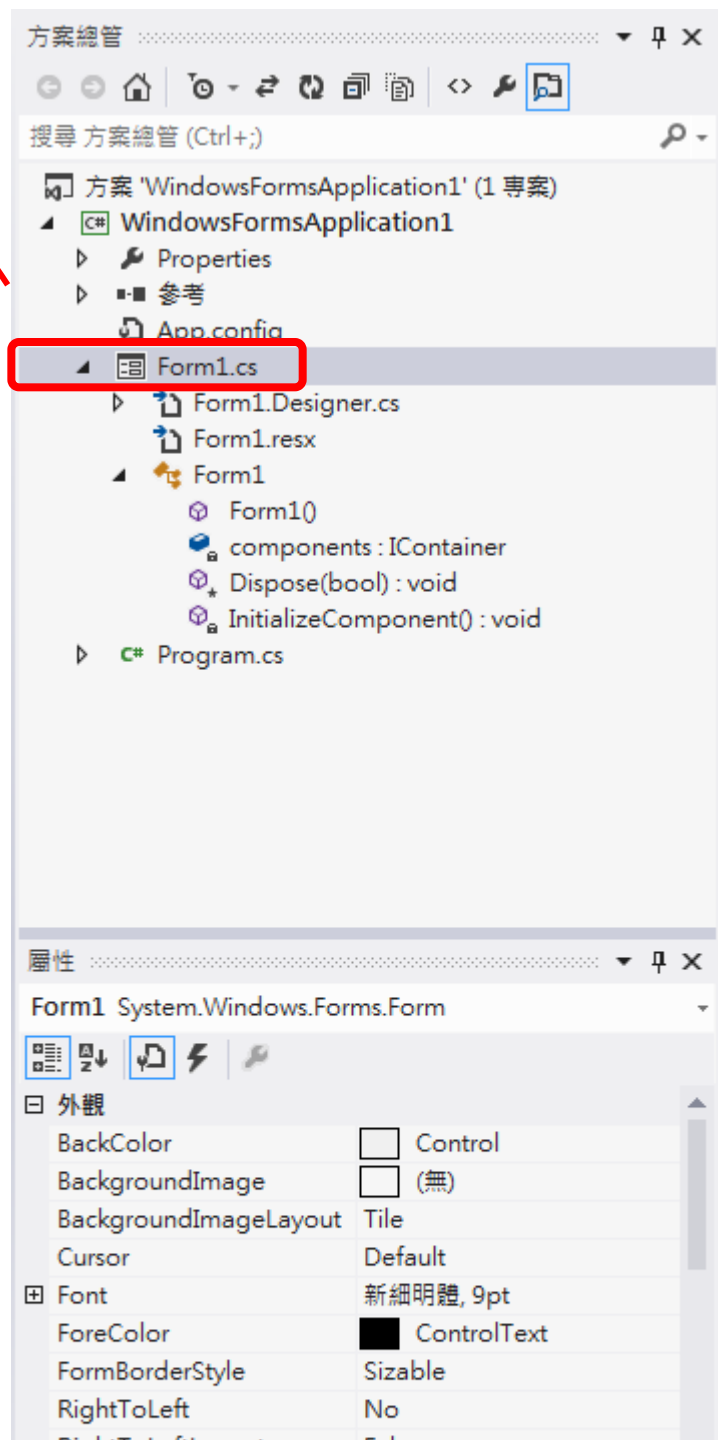 方案總管
搜尋 方案總管 (Ctrl+;)
方案 'WindowsFormsApplication1' (1 專案)
C# WindowsFormsApplication1
Properties
參考
App.config
Form1.cs
Form1.Designer.cs
Form1.resx
Form1
Form1()
components : IContainer
Dispose(bool) : void
InitializeComponent() : void
C# Program.cs
屬性
Form1 System.Windows.Forms.Form
外觀
BackColor Control
BackgroundImage (無)
BackgroundImageLayout Tile
Cursor Default
Font 新細明體, 9pt
ForeColor ControlText
FormBorderStyle Sizable
RightToLeft No